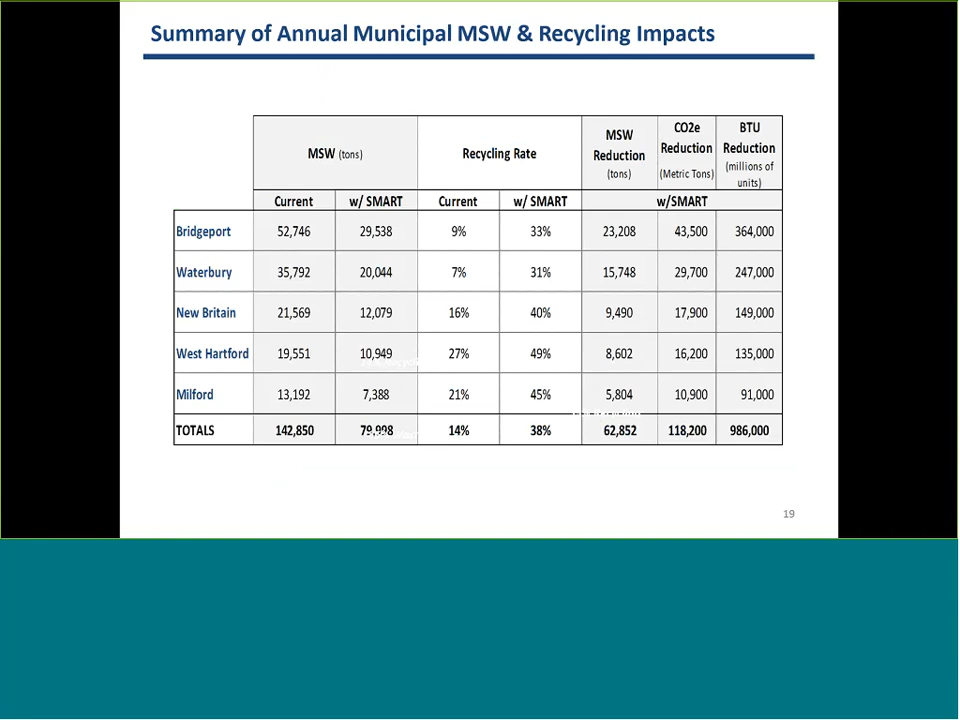 Summary of Annual Municipal MSW & Recycling Impacts
MSW (tons) Recycling Rate MSW Reduction (tons) CO2e Reduction (Metric Tons) BTU Reduction (millions of units)
Current w/ SMART Current w/ SMART w/SMART
Bridgeport 52,746 29,538 9% 33% 23,208 43,500 364,000
Waterbury 35,792 20,044 7% 31% 15,748 29,700 247,000
New Britain 21,569 12,079 16% 40% 9,490 17,900 149,000
West Hartford 19,551 10,949 27% 49% 8,602 16,200 135,000
Milford 13,192 7,388 21% 45% 5,804 10,900 91,000
TOTALS 142,850 79,998 14% 38% 62,852 118,200 986,000
19